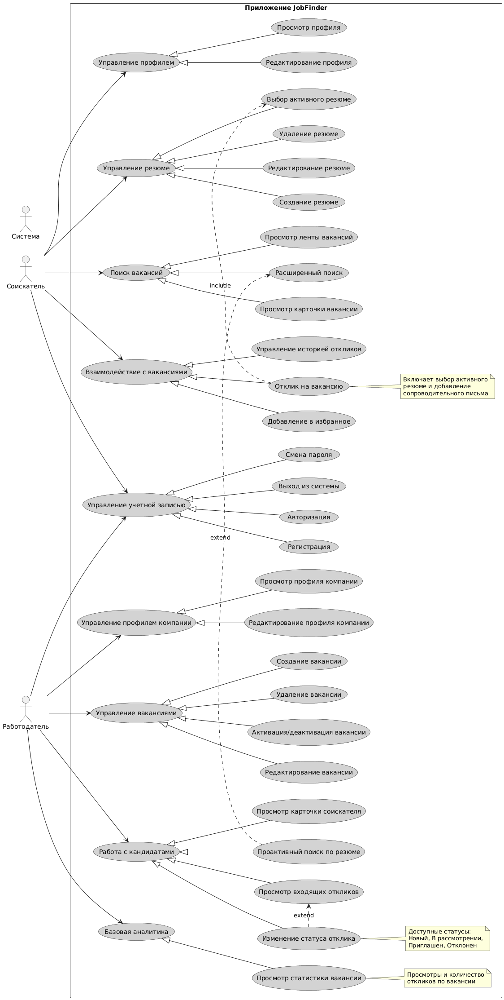 Приложение JobFinder
Просмотр профиля
Управление профилем
Редактирование профиля
Выбор активного резюме
Удаление резюме
Управление резюме
Редактирование резюме
Создание резюме
Система
Просмотр ленты вакансий
Соискатель
Поиск вакансий
Расширенный поиск
include
Просмотр карточки вакансии
Управление историей откликов
Взаимодействие с вакансиями
Отклик на вакансию
Включает выбор активного
резюме и добавление
сопроводительного письма
Добавление в избранное
Смена пароля
Выход из системы
Управление учетной записью
Авторизация
extend
Регистрация
Просмотр профиля компании
Управление профилем компании
Редактирование профиля компании
Создание вакансии
Удаление вакансии
Работодатель
Управление вакансиями
Активация/деактивация вакансии
Редактирование вакансии
Просмотр карточки соискателя
Работа с кандидатами
Проактивный поиск по резюме
Просмотр входящих откликов
extend
Базовая аналитика
Изменение статуса отклика
Доступные статусы:
Новый, В рассмотрении,
Приглашен, Отклонен
Просмотр статистики вакансии
Просмотры и количество
откликов по вакансии